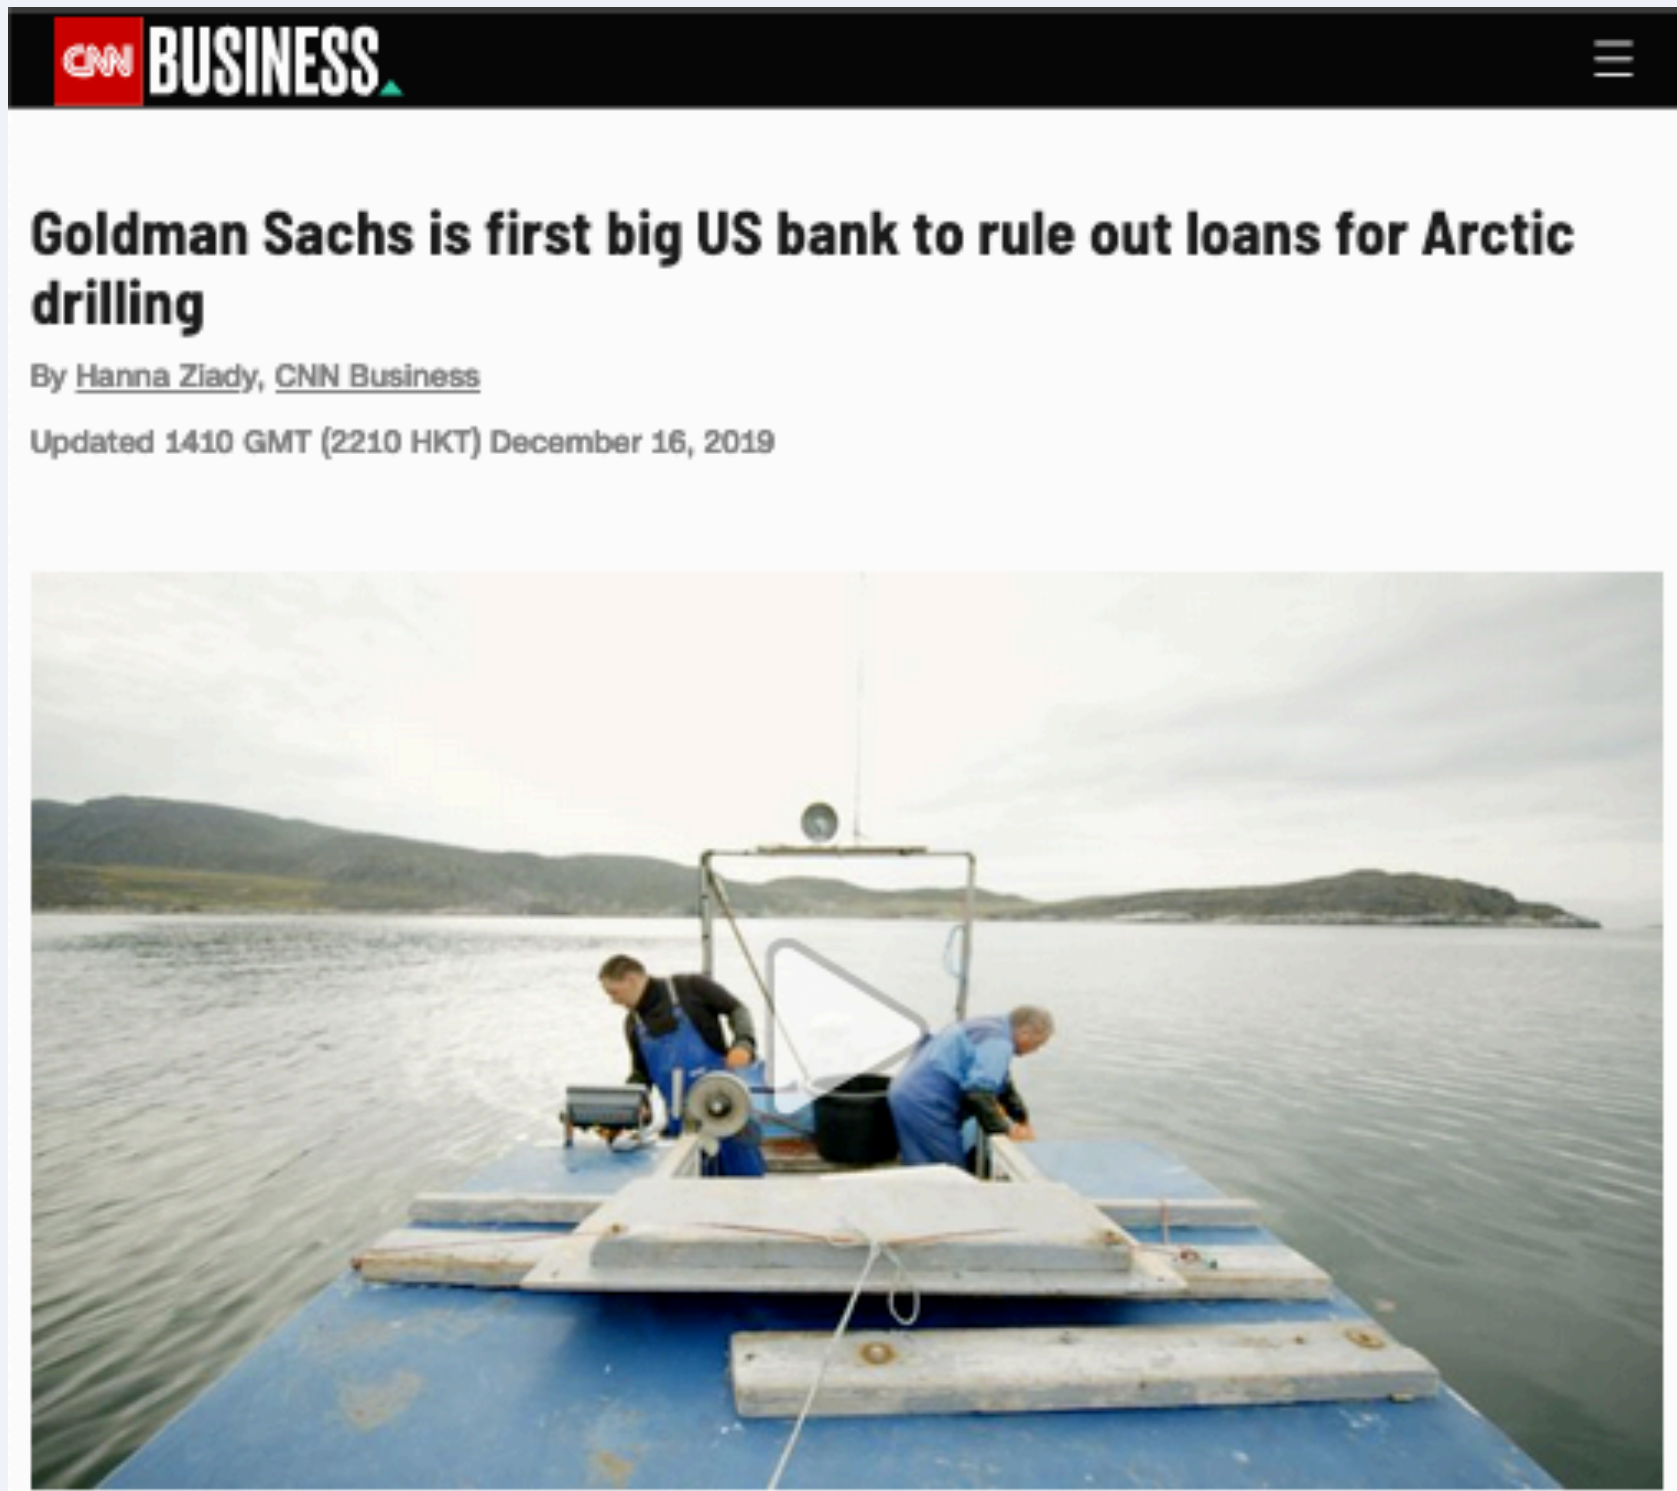 CNN BUSINESS
Goldman Sachs is first big US bank to rule out loans for Arctic
drilling
By Hanna Ziady, CNN Business
Updated 1410 GMT (2210 HKT) December 16, 2019